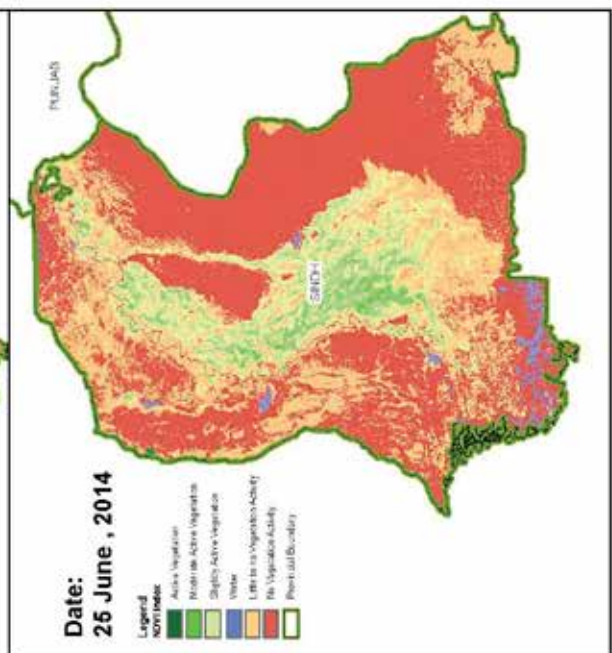 Date:
25 June , 2014
Legend
NDVI Index
Active Vegetation
Moderate Active Vegetation
Slightly Active Vegetation
Water
Little to no Vegetation Activity
No Vegetation Activity
Provincial Boundary
PUNJAB
SINDH